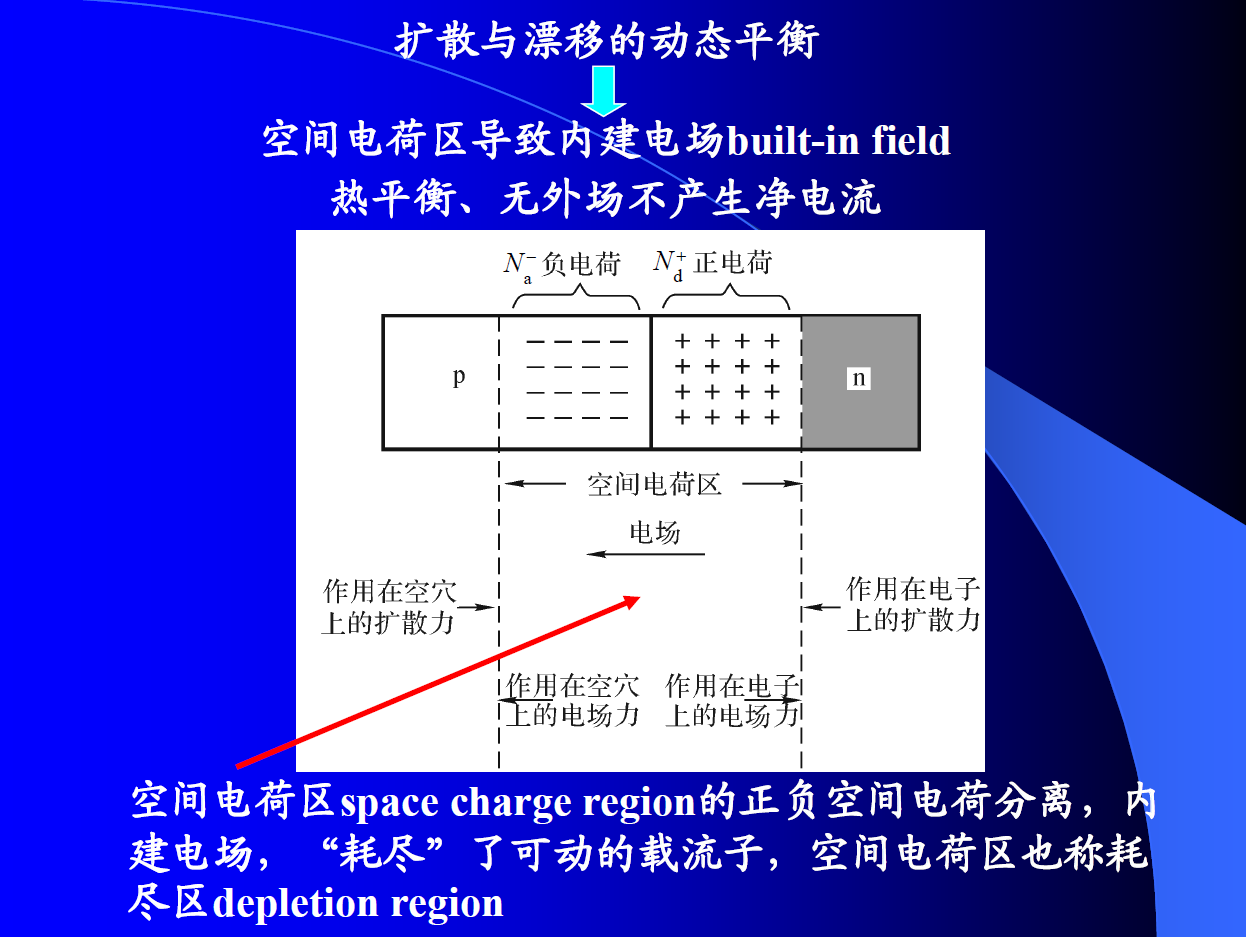 扩散与漂移的动态平衡
空间电荷区导致内建电场built-in field
热平衡、无外场不产生净电流
Na⁻ 负电荷
Nd⁺ 正电荷
− − − −
+ + + +
− − − −
+ + + +
p
n
− − − −
+ + + +
− − − −
+ + + +
空间电荷区
电场
作用在空穴
上的扩散力
作用在电子
上的扩散力
作用在空穴
上的电场力
作用在电子
上的电场力
空间电荷区space charge region的正负空间电荷分离，内
建电场，“耗尽”了可动的载流子，空间电荷区也称耗
尽区depletion region